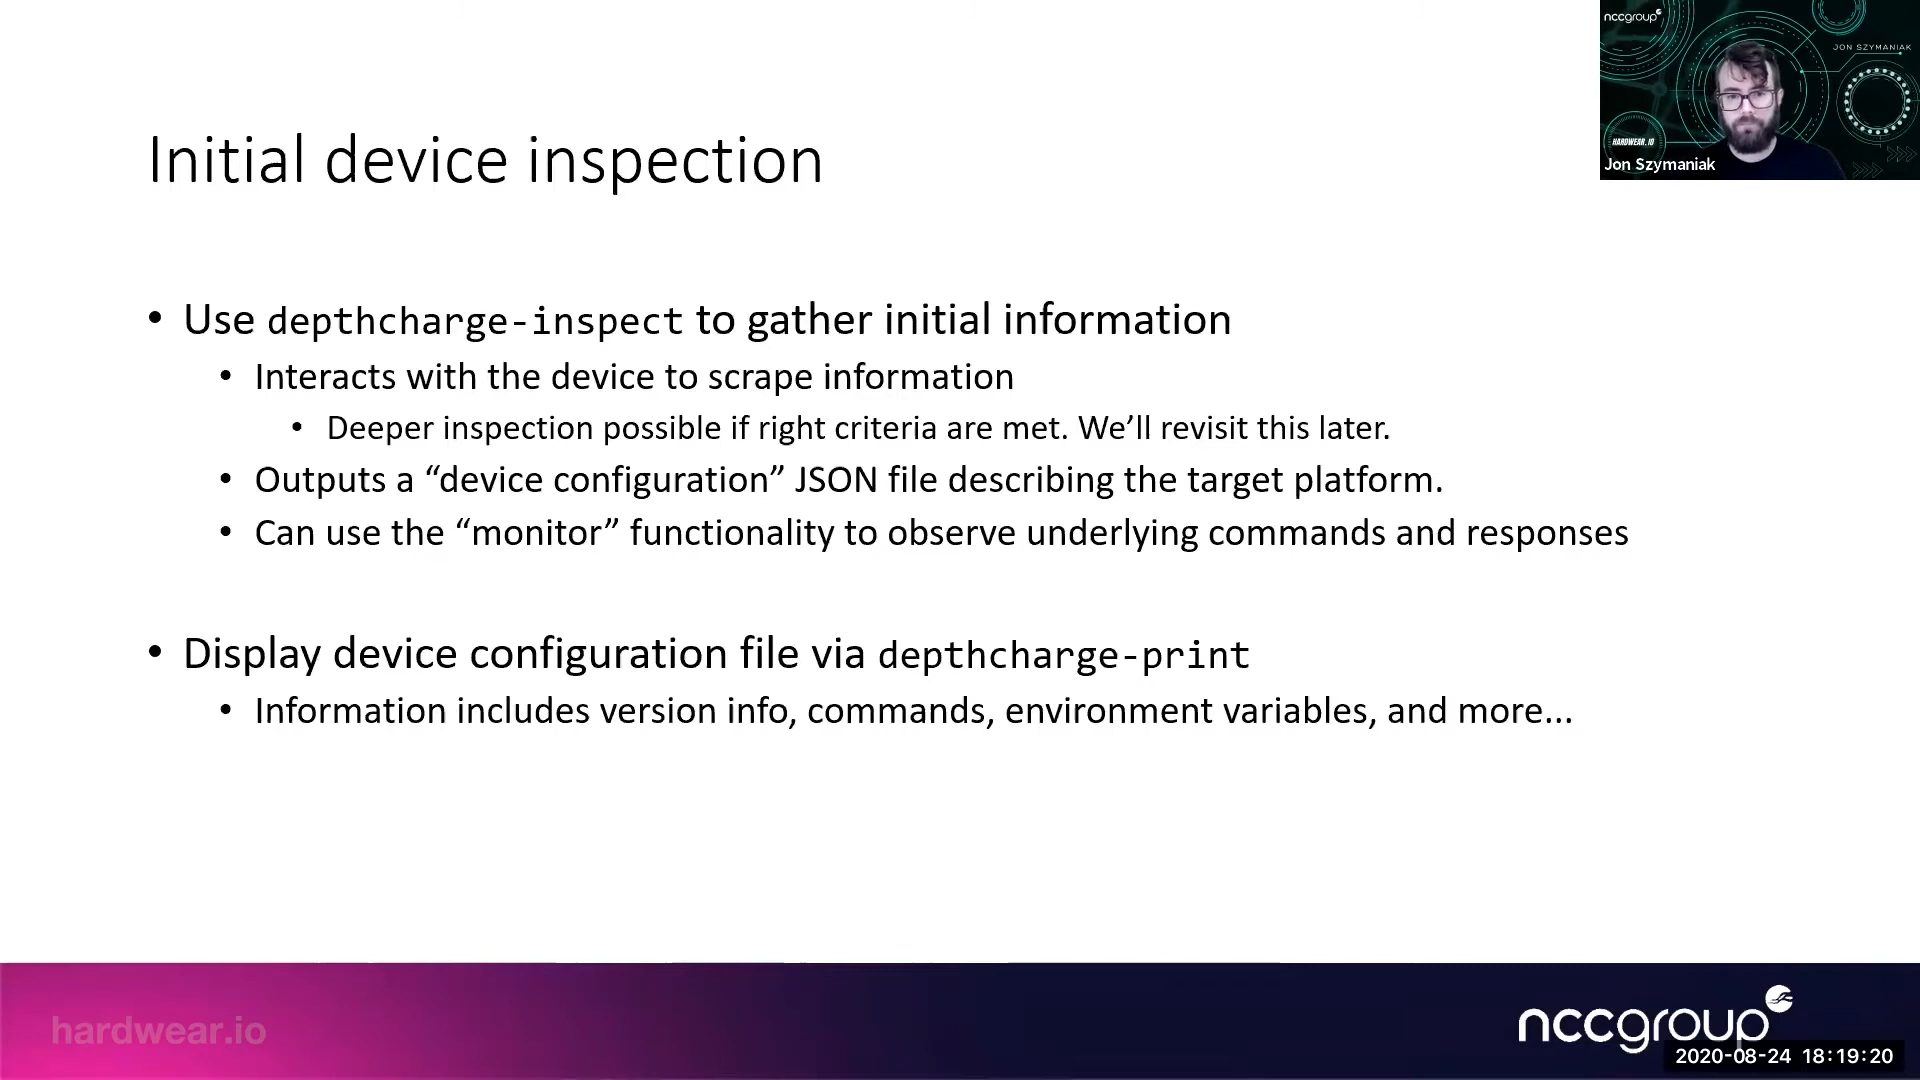 nccgroup
JON SZYMANIAK
HARDWEAR.IO
Jon Szymaniak
Initial device inspection
• Use depthcharge-inspect to gather initial information
• Interacts with the device to scrape information
• Deeper inspection possible if right criteria are met. We’ll revisit this later.
• Outputs a “device configuration” JSON file describing the target platform.
• Can use the “monitor” functionality to observe underlying commands and responses
• Display device configuration file via depthcharge-print
• Information includes version info, commands, environment variables, and more...
hardwear.io
nccgroup
2020-08-24 18:19:20